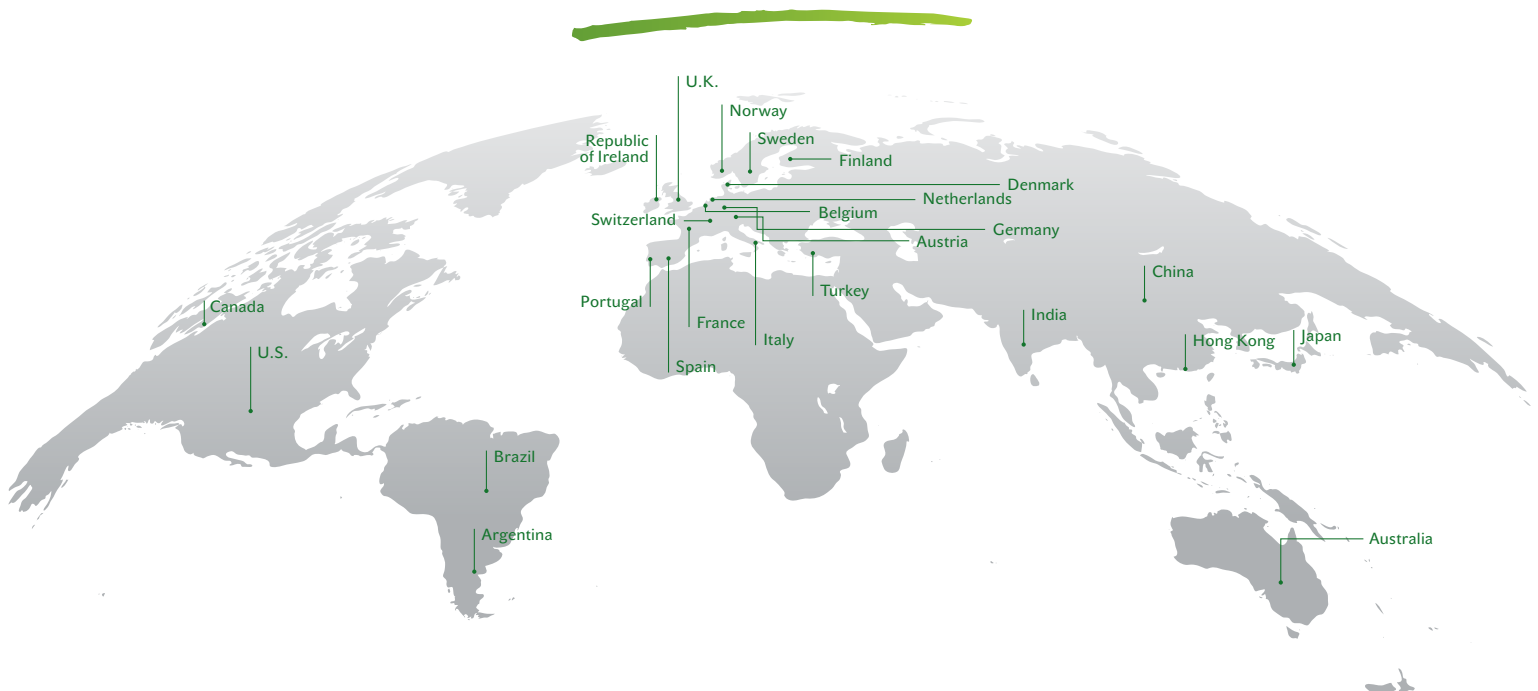 U.K.
Norway
Republic
of Ireland
Sweden
Finland
Denmark
Netherlands
Belgium
Switzerland
Germany
Austria
China
Turkey
Portugal
Canada
India
France
Italy
Hong Kong
Japan
U.S.
Spain
Brazil
Argentina
Australia